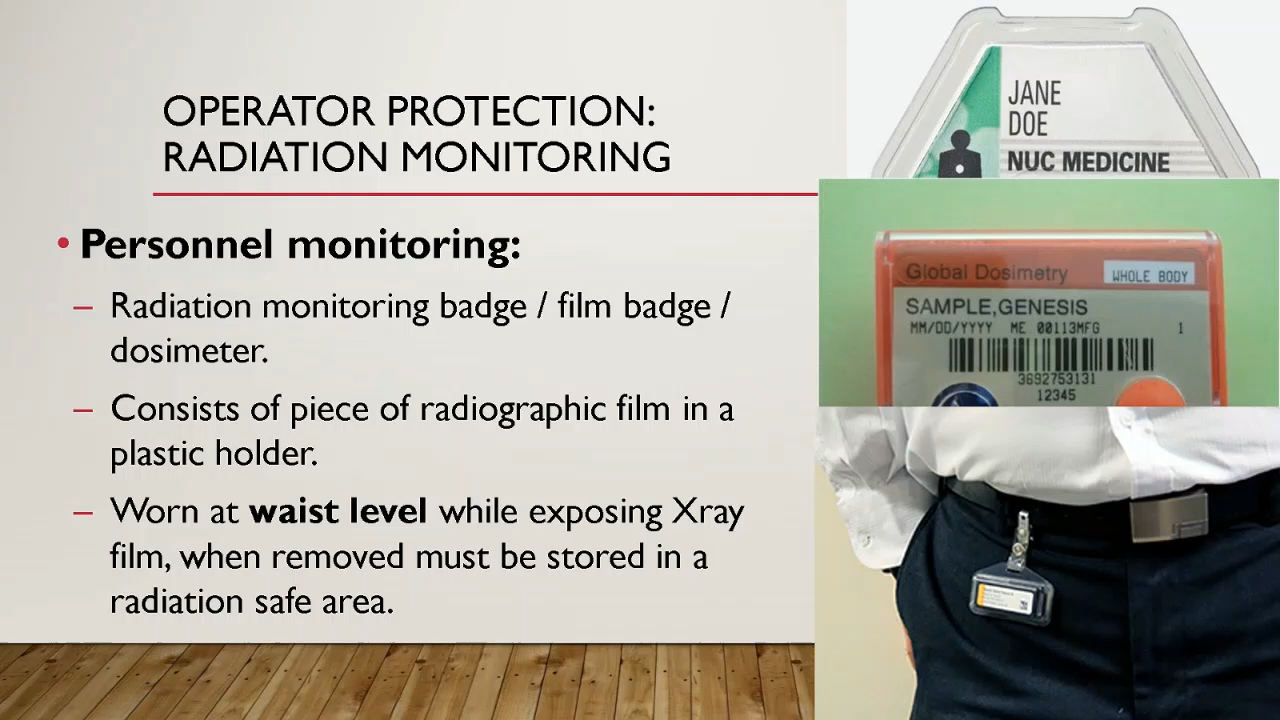 OPERATOR PROTECTION:
RADIATION MONITORING
• Personnel monitoring:
– Radiation monitoring badge / film badge /
dosimeter.
– Consists of piece of radiographic film in a
plastic holder.
– Worn at waist level while exposing Xray
film, when removed must be stored in a
radiation safe area.
JANE
DOE
NUC MEDICINE
Global Dosimetry
WHOLE BODY
SAMPLE,GENESIS
MM/DD/YYYY ME 00113MFG 1
3692753131
12345